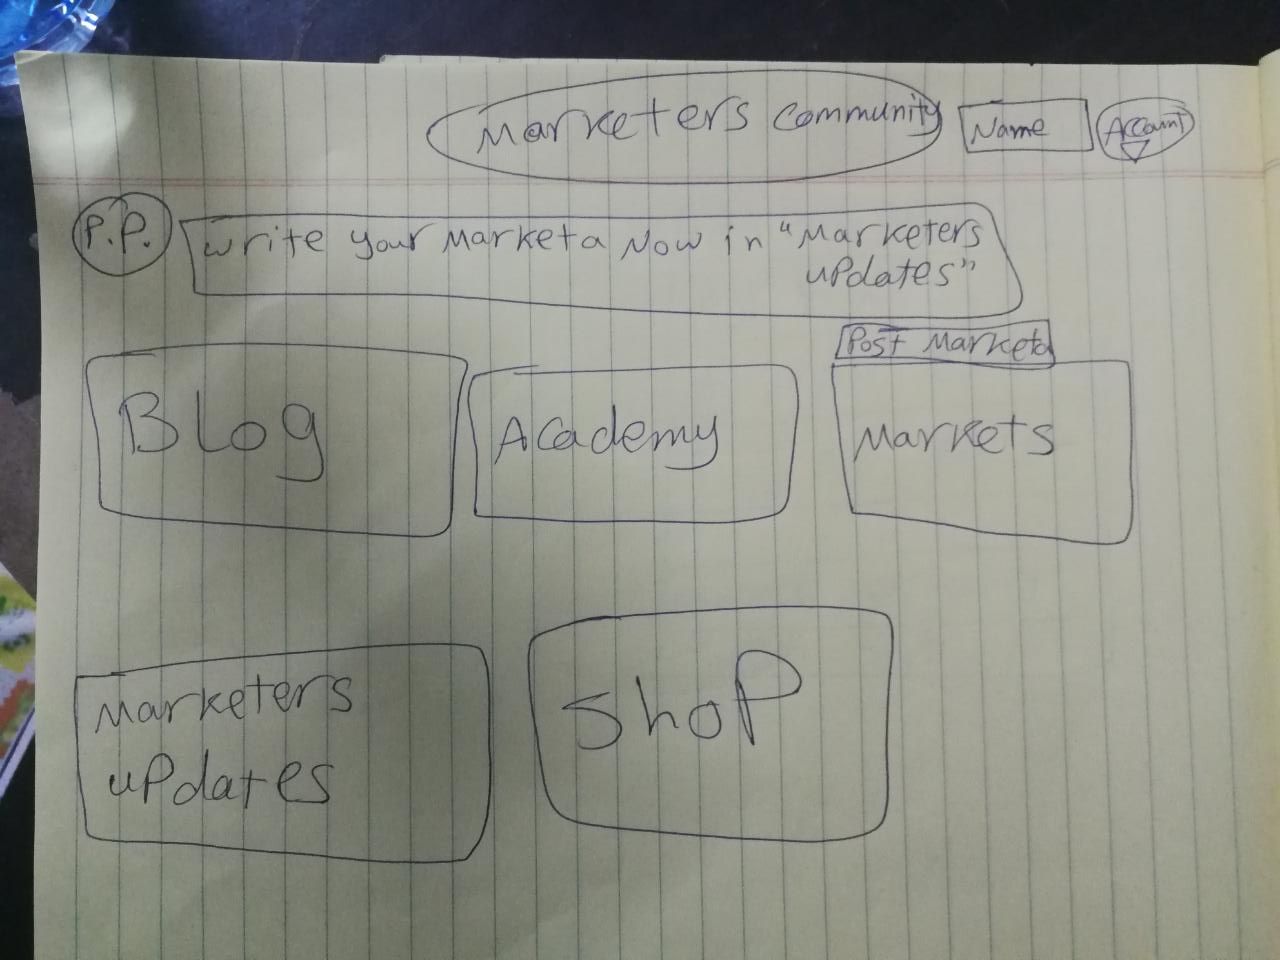 Marketers Community
Name
Account
P.P.
Write your Marketa Now in "Marketers
updates"
Post Marketa
Blog
Academy
Markets
Marketers
updates
Shop